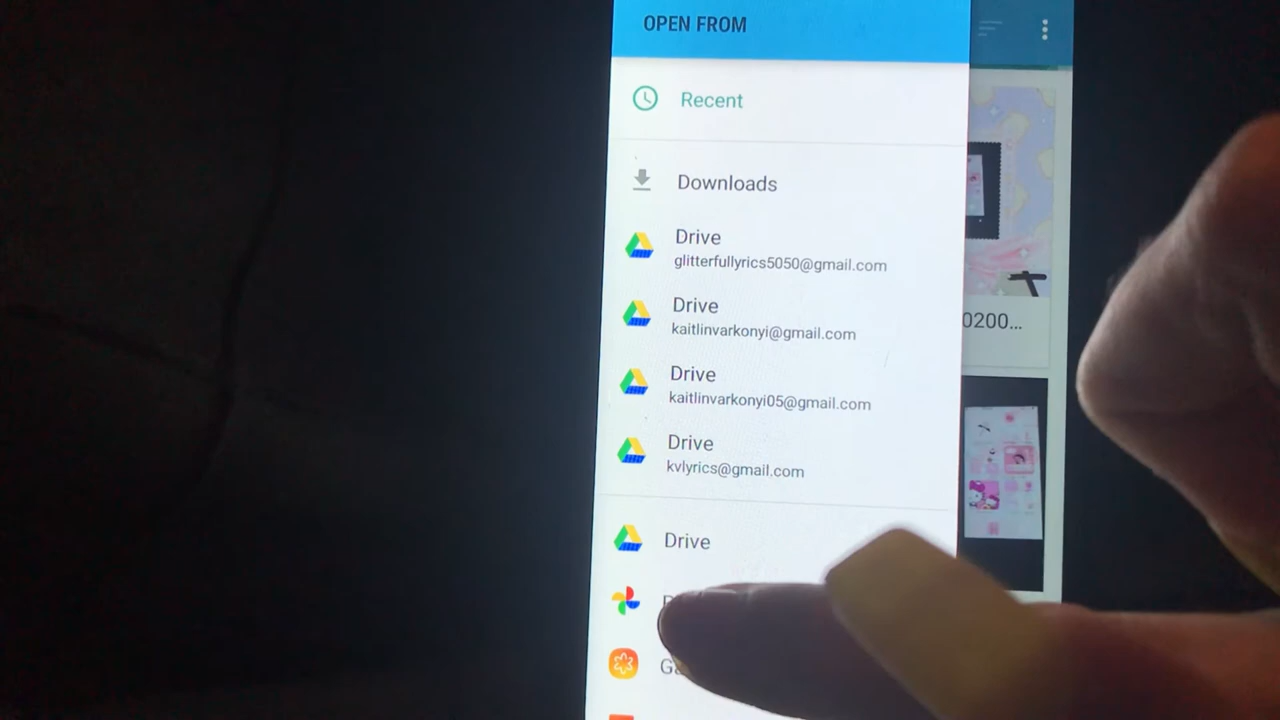 OPEN FROM
Recent
Downloads
Drive
glitterfullyrics5050@gmail.com
Drive
kaitlinvarkonyi@gmail.com
0200...
Drive
kaitlinvarkonyi05@gmail.com
Drive
kvlyrics@gmail.com
Drive